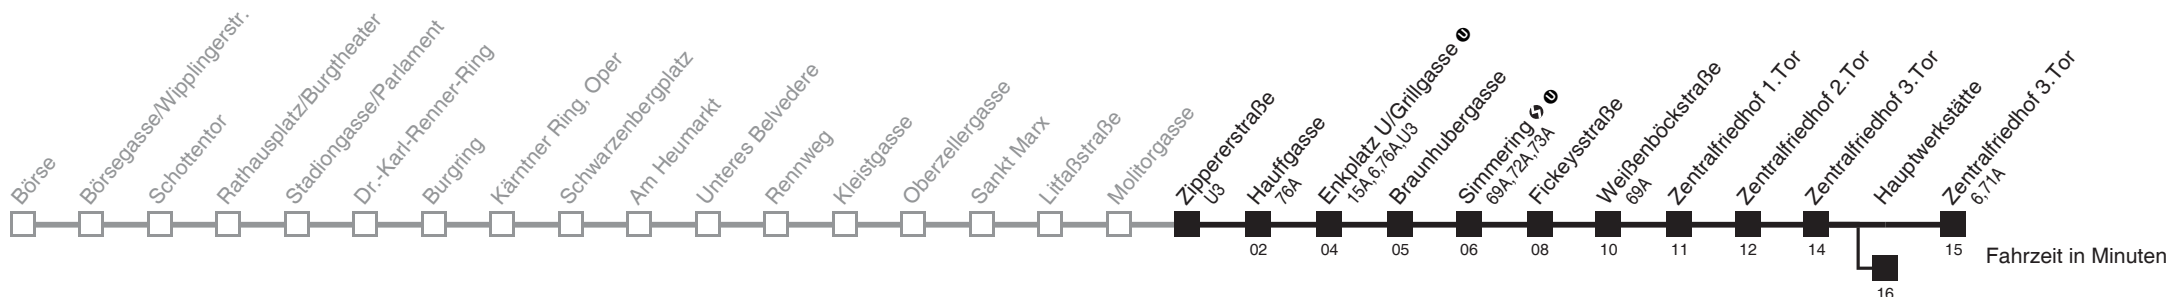 Börse
Börsegasse/Wipplingerstr.
Schottentor
Rathausplatz/Burgtheater
Stadiongasse/Parlament
Dr.-Karl-Renner-Ring
Burgring
Kärntner Ring, Oper
Schwarzenbergplatz
Am Heumarkt
Unteres Belvedere
Rennweg
Kleistgasse
Oberzellergasse
Sankt Marx
Litfaßstraße
Molitorgasse
Zippererstraße
U3
Hauffgasse
76A
02
Enkplatz U/Grillgasse U
15A,6,76A,U3
04
Braunhubergasse
05
Simmering S U
69A,72A,73A
06
Fickeysstraße
08
Weißenböckstraße
69A
10
Zentralfriedhof 1.Tor
11
Zentralfriedhof 2.Tor
12
Zentralfriedhof 3.Tor
14
Hauptwerkstätte
16
Zentralfriedhof 3.Tor
6,71A
15
Fahrzeit in Minuten